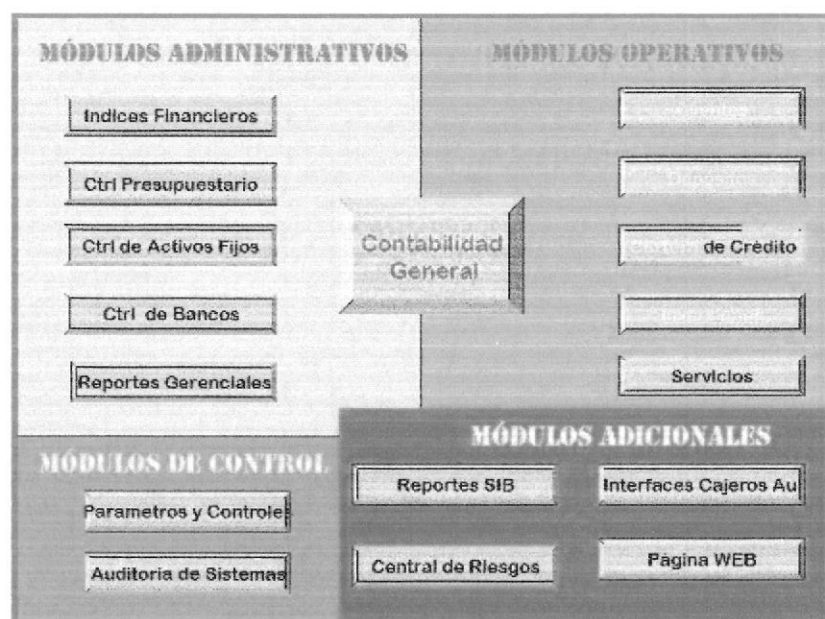 MÓDULOS ADMINISTRATIVOS
Indices Financieros
Ctrl Presupuestario
Ctrl de Activos Fijos
Ctrl de Bancos
Reportes Gerenciales
Contabilidad
General
MÓDULOS OPERATIVOS
de Crédito
Servicios
MÓDULOS DE CONTROL
Parametros y Controle
Auditoria de Sistemas
MÓDULOS ADICIONALES
Reportes SIB
Interfaces Cajeros Au
Central de Riesgos
Página WEB